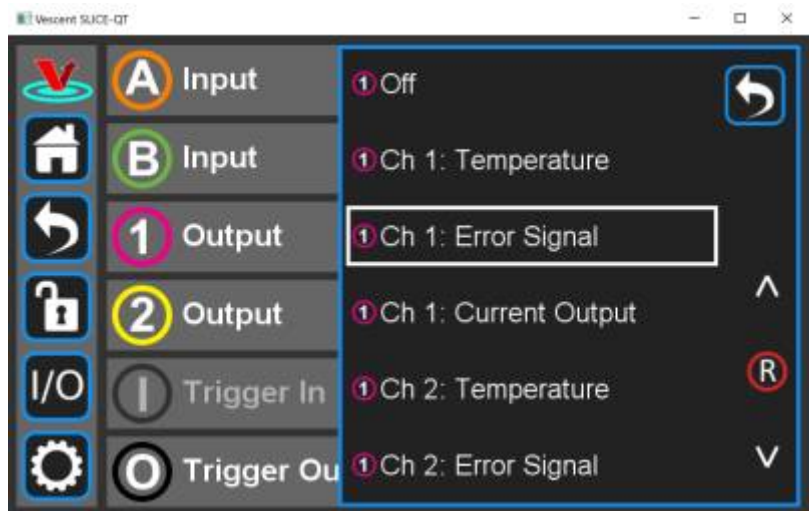 Vescent SLICE-QT
A Input
B Input
1 Output
2 Output
I Trigger In
O Trigger Ou
I/O
1 Off
1 Ch 1: Temperature
1 Ch 1: Error Signal
1 Ch 1: Current Output
1 Ch 2: Temperature
1 Ch 2: Error Signal
R